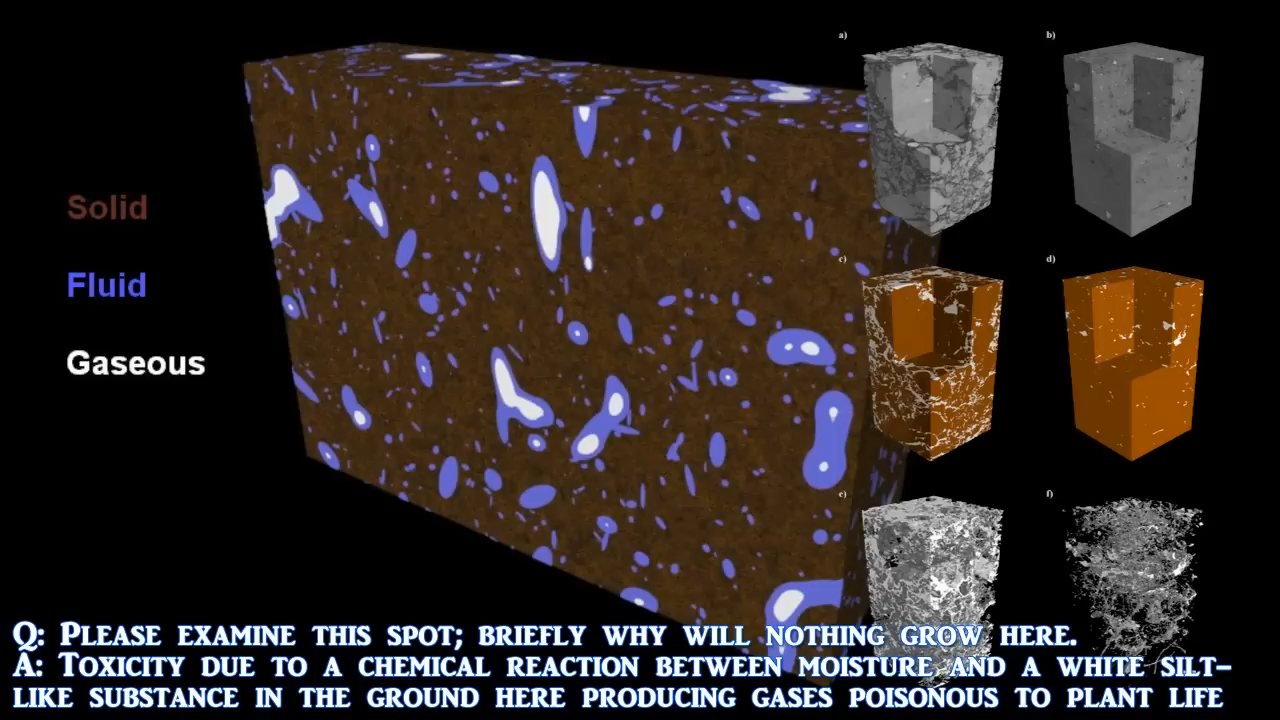 a)
b)
Solid
c)
d)
Fluid
Gaseous
e)
f)
Q: Please examine this spot; briefly why will nothing grow here.
A: Toxicity due to a chemical reaction between moisture and a white silt-
like substance in the ground here producing gases poisonous to plant life